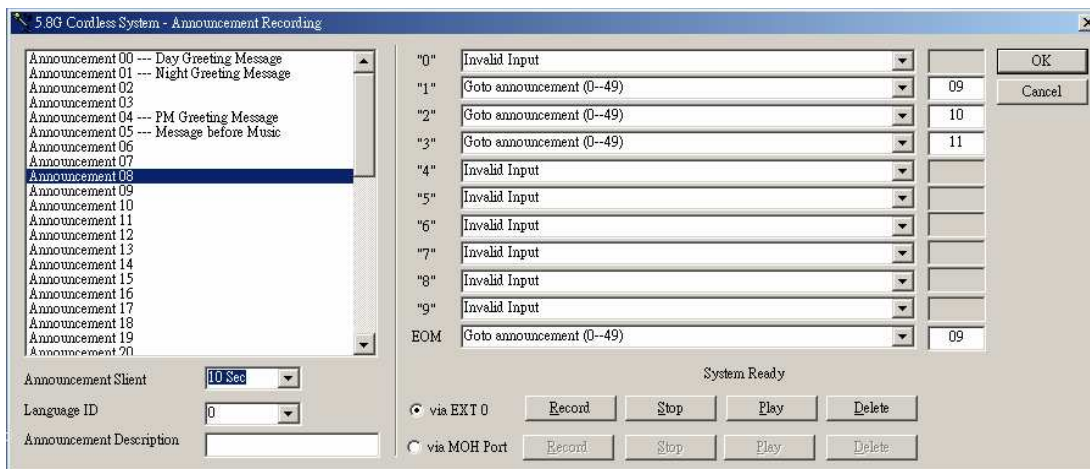 5.8G Cordless System - Announcement Recording
Announcement 00 --- Day Greeting Message
Announcement 01 --- Night Greeting Message
Announcement 02
Announcement 03
Announcement 04 --- PM Greeting Message
Announcement 05 --- Message before Music
Announcement 06
Announcement 07
Announcement 08
Announcement 09
Announcement 10
Announcement 11
Announcement 12
Announcement 13
Announcement 14
Announcement 15
Announcement 16
Announcement 17
Announcement 18
Announcement 19
Announcement 20
Announcement Slient 10 Sec
Language ID 0
Announcement Description
"0" Invalid Input
"1" Goto announcement (0--49) 09
"2" Goto announcement (0--49) 10
"3" Goto announcement (0--49) 11
"4" Invalid Input
"5" Invalid Input
"6" Invalid Input
"7" Invalid Input
"8" Invalid Input
"9" Invalid Input
EOM Goto announcement (0--49) 09
System Ready
via EXT 0 Record Stop Play Delete
via MOH Port Record Stop Play Delete
OK
Cancel